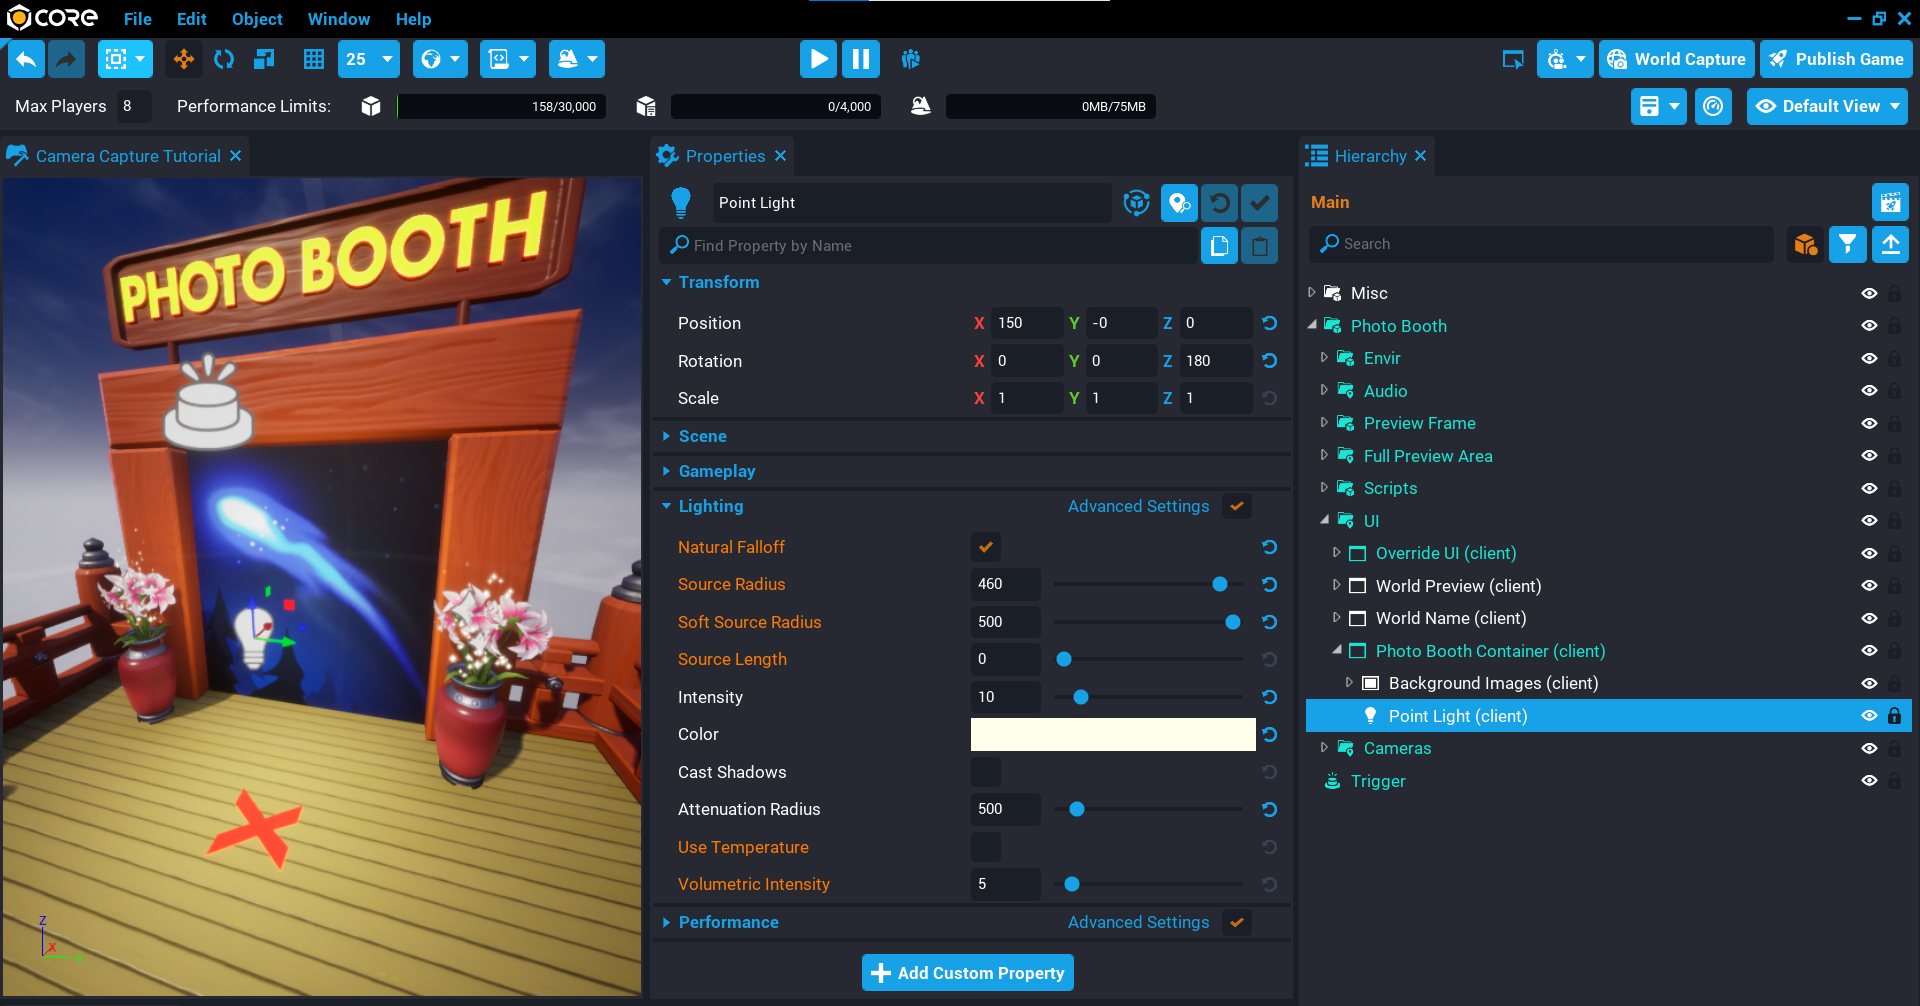 CORE File Edit Object Window Help
25 World Capture Publish Game
Max Players 8 Performance Limits: 158/30,000 0/4,000 0MB/75MB Default View
Camera Capture Tutorial
PHOTO BOOTH
Z
X
Y
Properties
Point Light
Find Property by Name
Transform
Position X 150 Y -0 Z 0
Rotation X 0 Y 0 Z 180
Scale X 1 Y 1 Z 1
Scene
Gameplay
Lighting Advanced Settings
Natural Falloff
Source Radius 460
Soft Source Radius 500
Source Length 0
Intensity 10
Color
Cast Shadows
Attenuation Radius 500
Use Temperature
Volumetric Intensity 5
Performance Advanced Settings
Add Custom Property
Hierarchy
Main
Search
Misc
Photo Booth
Envir
Audio
Preview Frame
Full Preview Area
Scripts
UI
Override UI (client)
World Preview (client)
World Name (client)
Photo Booth Container (client)
Background Images (client)
Point Light (client)
Cameras
Trigger